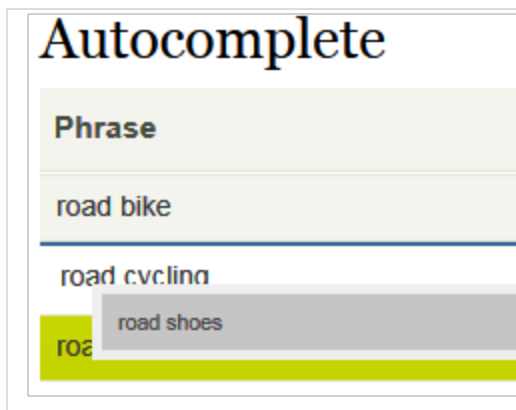 Autocomplete
Phrase
road bike
road cycling
road shoes